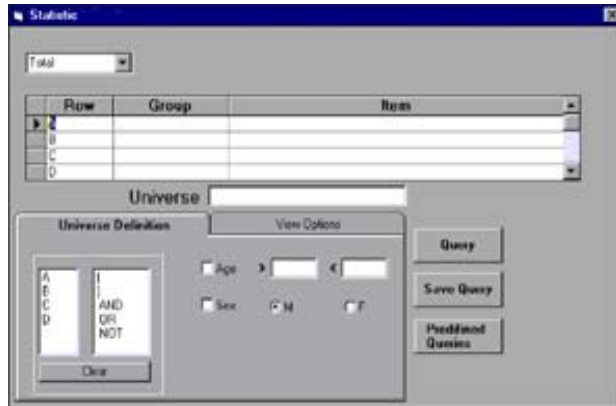 Statistic
Total
Row Group Item
A
B
C
D
Universe
Universe Definition View Options
A
B
C
D
(
)
AND
OR
NOT
Clear
Age > <
Sex M F
Query
Save Query
Predifined
Queries